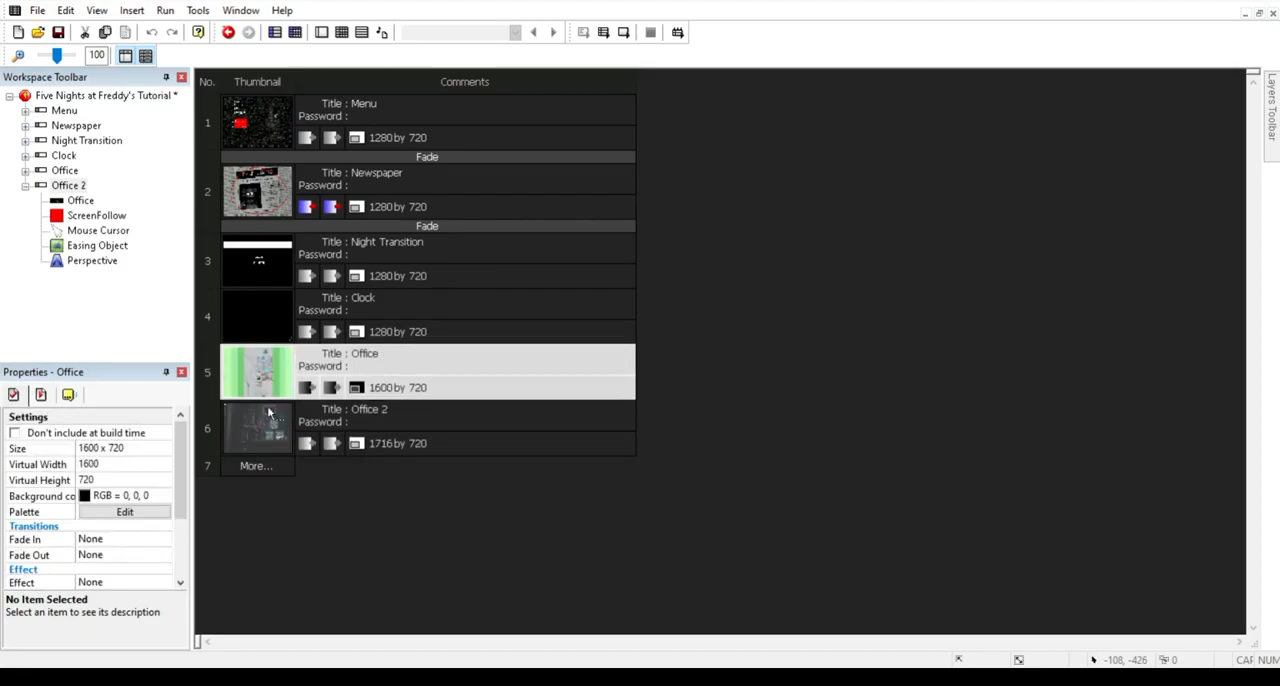 File Edit View Insert Run Tools Window Help
100
Workspace Toolbar
Five Nights at Freddy's Tutorial *
Menu
Newspaper
Night Transition
Clock
Office
Office 2
Office
ScreenFollow
Mouse Cursor
Easing Object
Perspective
Properties - Office
Settings
Don't include at build time
Size 1600 x 720
Virtual Width 1600
Virtual Height 720
Background co RGB = 0, 0, 0
Palette Edit
Transitions
Fade In None
Fade Out None
Effect
Effect None
No Item Selected
Select an item to see its description
No. Thumbnail Comments
1
Title : Menu
Password :
1280 by 720
Fade
2
Title : Newspaper
Password :
1280 by 720
Fade
3
Title : Night Transition
Password :
1280 by 720
4
Title : Clock
Password :
1280 by 720
5
Title : Office
Password :
1600 by 720
6
Title : Office 2
Password :
1716 by 720
7 More...
Layers Toolbar
-108, -426 0 CAP NUM